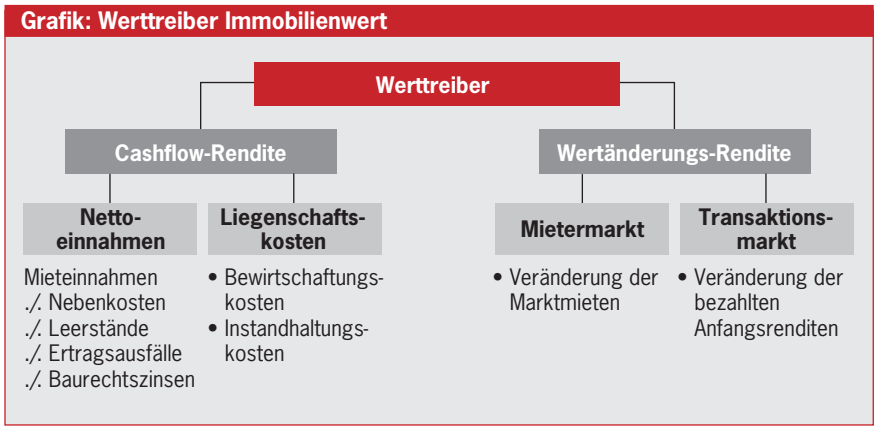 Grafik: Werttreiber Immobilienwert
Werttreiber
Cashflow-Rendite
Wertänderungs-Rendite
Netto-
einnahmen
Liegenschafts-
kosten
Mietermarkt
Transaktions-
markt
Mieteinnahmen
./. Nebenkosten
./. Leerstände
./. Ertragsausfälle
./. Baurechtszinsen
• Bewirtschaftungs-
kosten
• Instandhaltungs-
kosten
• Veränderung der
Marktmieten
• Veränderung der
bezahlten
Anfangsrenditen